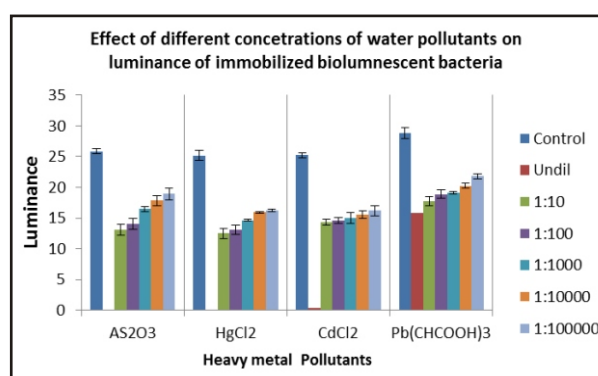 Effect of different concetrations of water pollutants on
luminance of immobilized biolumnescent bacteria
35
30
25
20
15
10
5
0
Luminance
AS2O3 HgCl2 CdCl2 Pb(CHCOOH)3
Heavy metal Pollutants
Control
Undil
1:10
1:100
1:1000
1:10000
1:100000